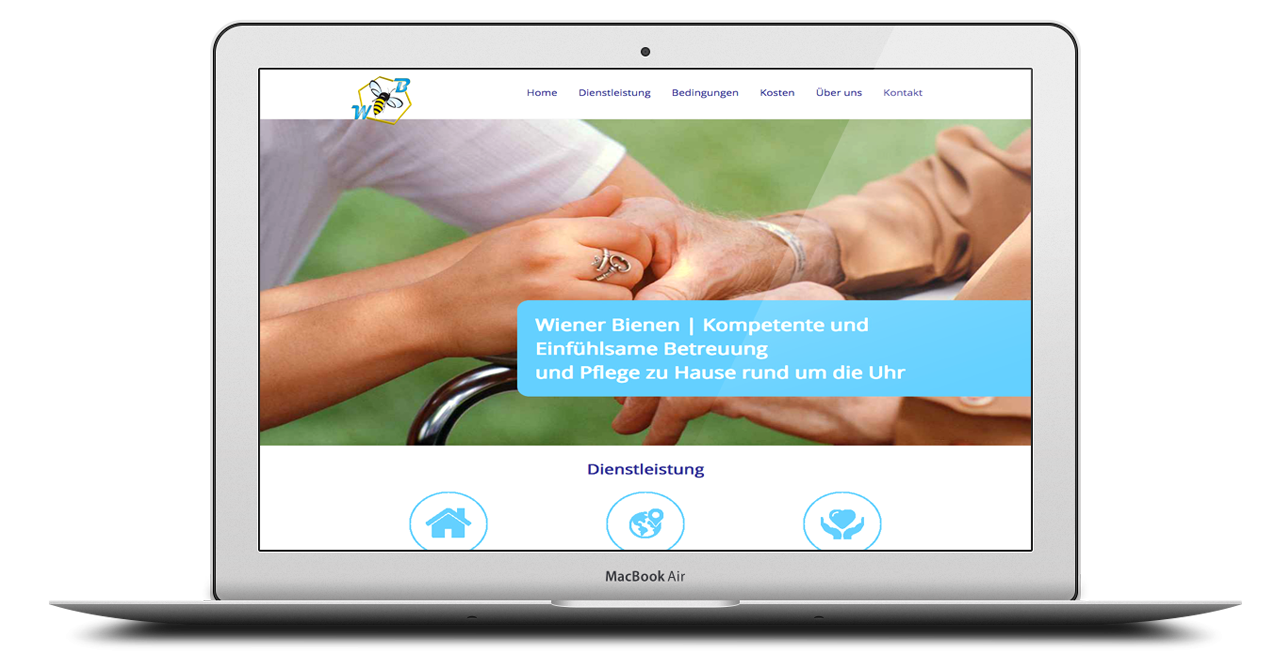 W B
Home Dienstleistung Bedingungen Kosten Über uns Kontakt
Wiener Bienen | Kompetente und
Einfühlsame Betreuung
und Pflege zu Hause rund um die Uhr
Dienstleistung
MacBook Air